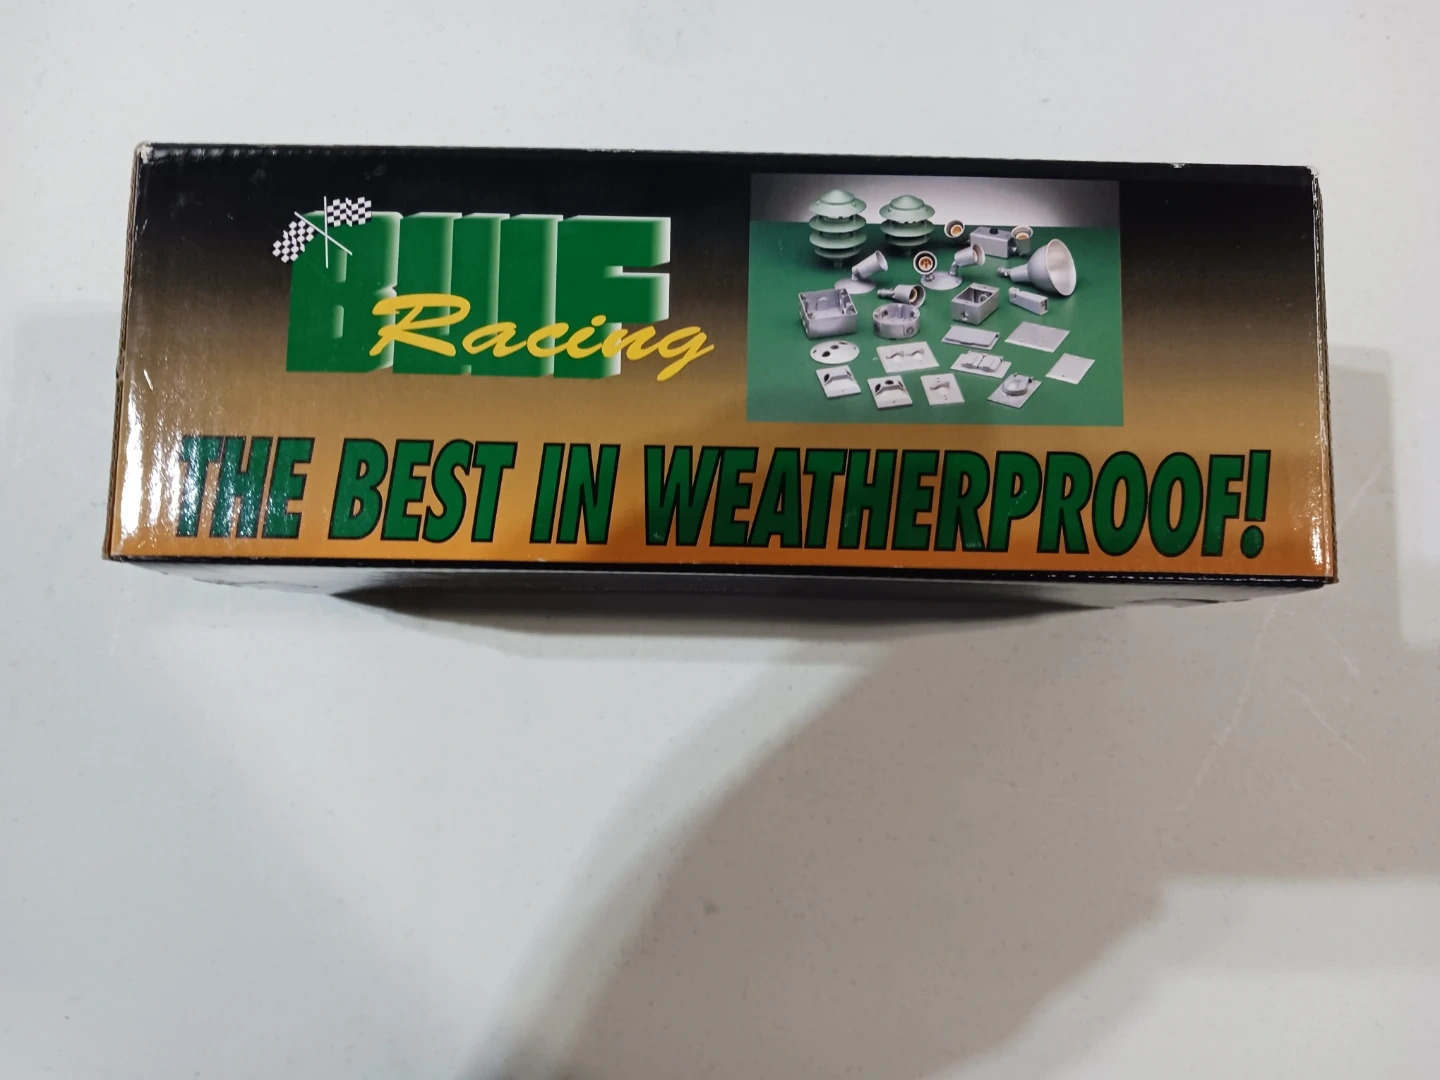 BWF
Racing
THE BEST IN WEATHERPROOF!